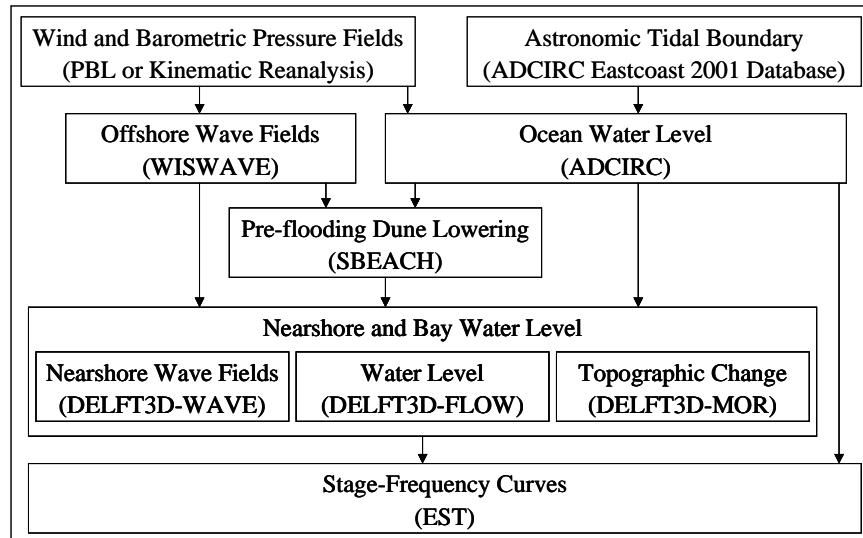 Wind and Barometric Pressure Fields
(PBL or Kinematic Reanalysis)
Astronomic Tidal Boundary
(ADCIRC Eastcoast 2001 Database)
Offshore Wave Fields
(WISWAVE)
Ocean Water Level
(ADCIRC)
Pre-flooding Dune Lowering
(SBEACH)
Nearshore and Bay Water Level
Nearshore Wave Fields
(DELFT3D-WAVE)
Water Level
(DELFT3D-FLOW)
Topographic Change
(DELFT3D-MOR)
Stage-Frequency Curves
(EST)